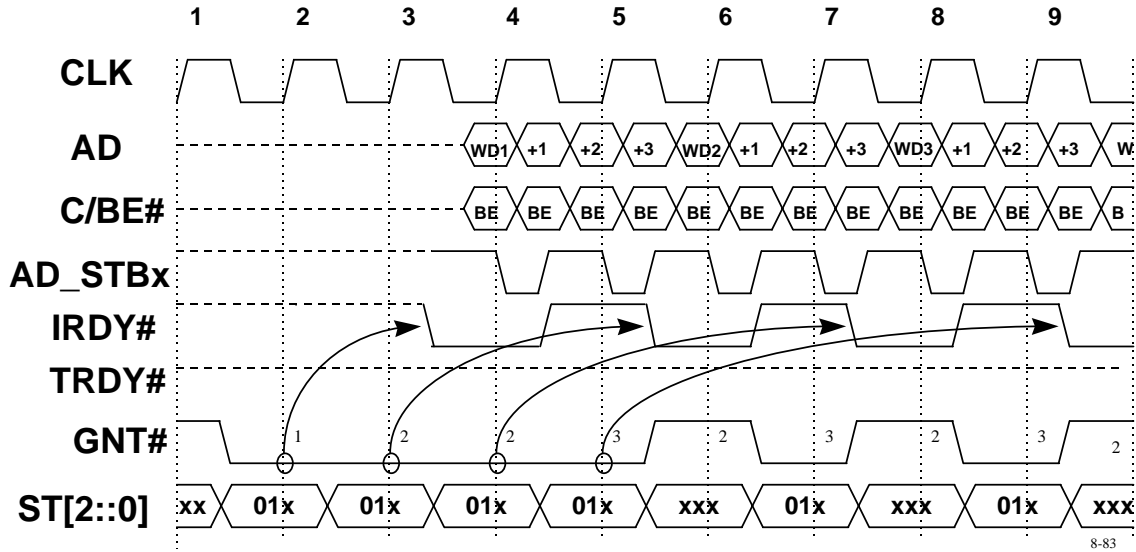 1 2 3 4 5 6 7 8 9
CLK
AD WD1 +1 +2 +3 WD2 +1 +2 +3 WD3 +1 +2 +3 W
C/BE# BE BE BE BE BE BE BE BE BE BE BE BE B
AD_STBx
IRDY#
TRDY#
GNT# 1 2 2 3 2 3 2 3 2
ST[2::0] xx 01x 01x 01x 01x xxx 01x xxx 01x xxx
8-83